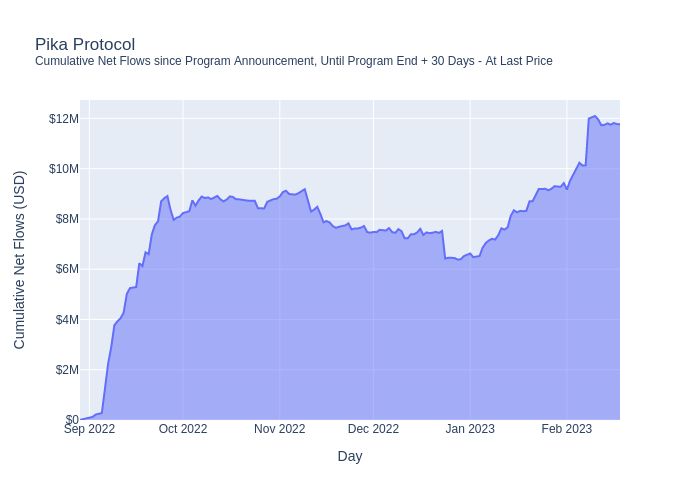 Pika Protocol
Cumulative Net Flows since Program Announcement, Until Program End + 30 Days - At Last Price
Cumulative Net Flows (USD)
$12M
$10M
$8M
$6M
$4M
$2M
$0
Sep 2022
Oct 2022
Nov 2022
Dec 2022
Jan 2023
Feb 2023
Day